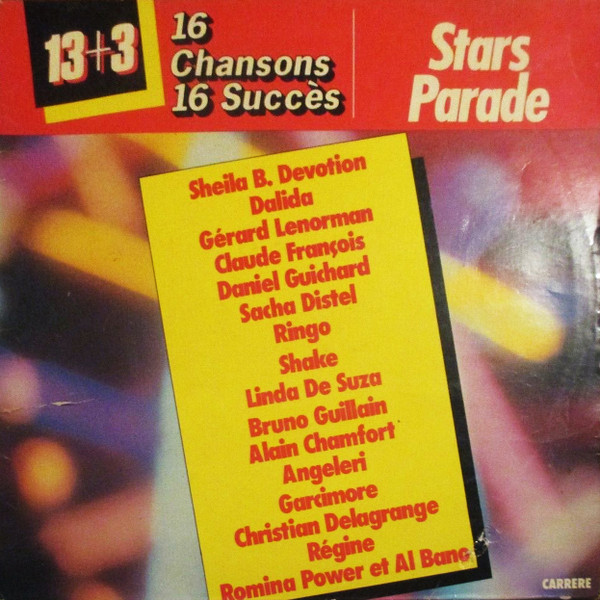 13+3
16
Chansons
16 Succès
Stars
Parade
Sheila B. Devotion
Dalida
Gérard Lenorman
Claude François
Daniel Guichard
Sacha Distel
Ringo
Shake
Linda De Suza
Bruno Guillain
Alain Chamfort
Angeleri
Garcimore
Christian Delagrange
Régine
Romina Power et Al Bano
CARRERE